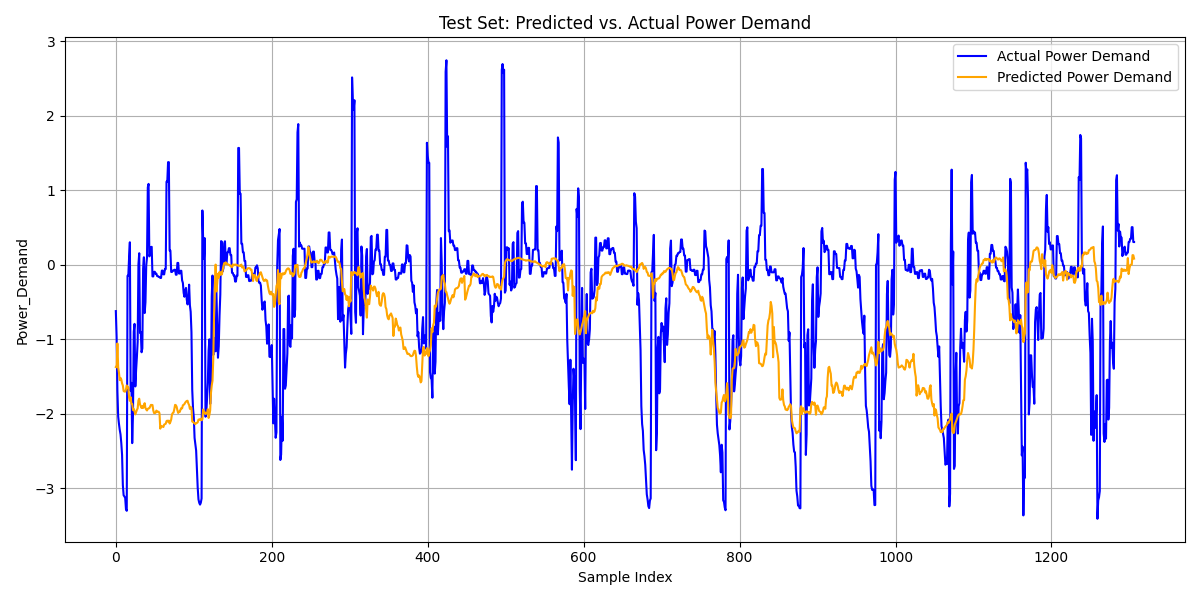 Test Set: Predicted vs. Actual Power Demand
Actual Power Demand
Predicted Power Demand
3
2
1
0
−1
−2
−3
Power_Demand
0 200 400 600 800 1000 1200
Sample Index